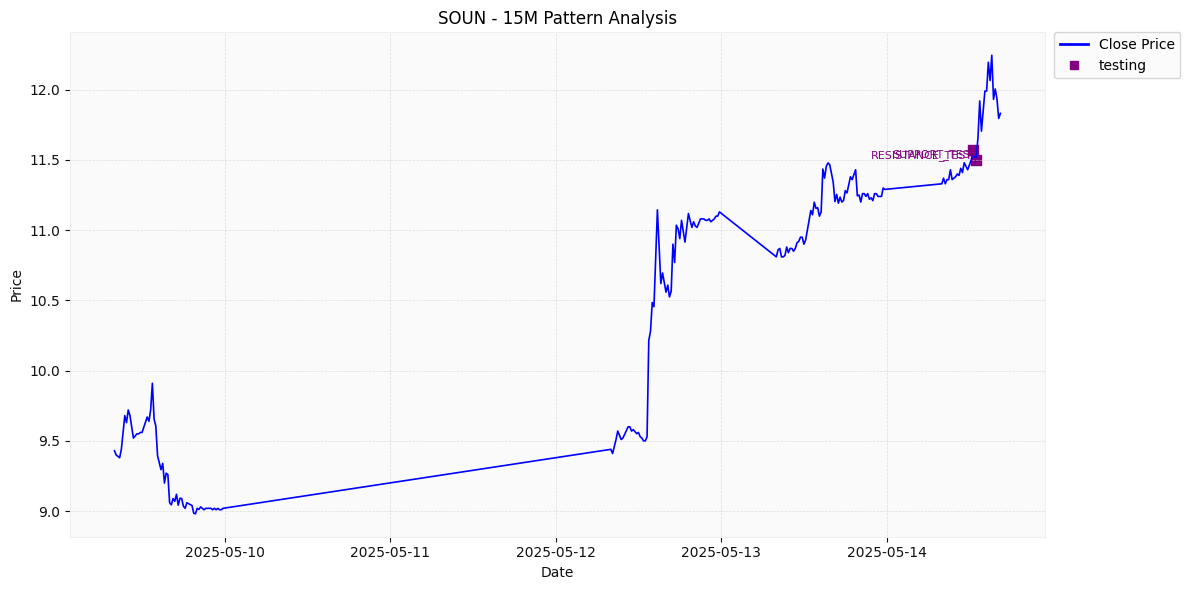 SOUN - 15M Pattern Analysis
Close Price
testing
12.0
11.5
11.0
10.5
10.0
9.5
9.0
Price
SUPPORT_TEST
RESISTANCE_TEST
2025-05-10
2025-05-11
2025-05-12
2025-05-13
2025-05-14
Date